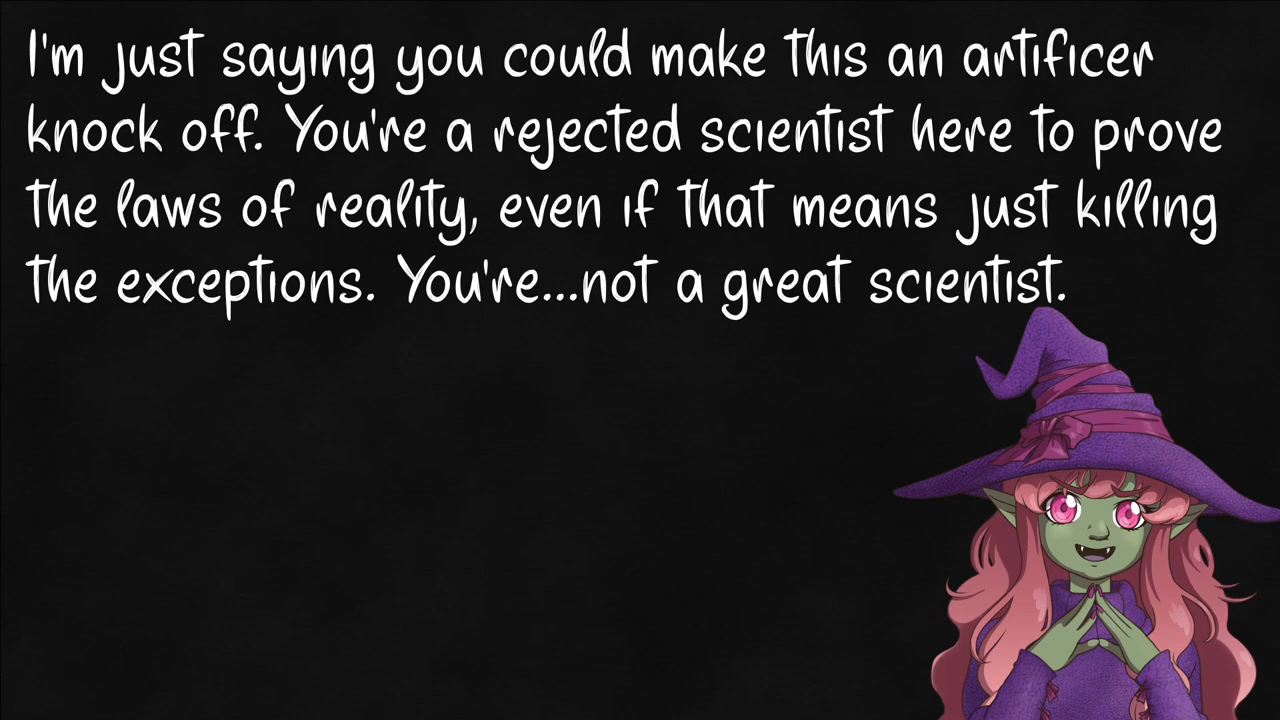 I'm just saying you could make this an artificer
knock off. You're a rejected scientist here to prove
the laws of reality, even if that means just killing
the exceptions. You're...not a great scientist.